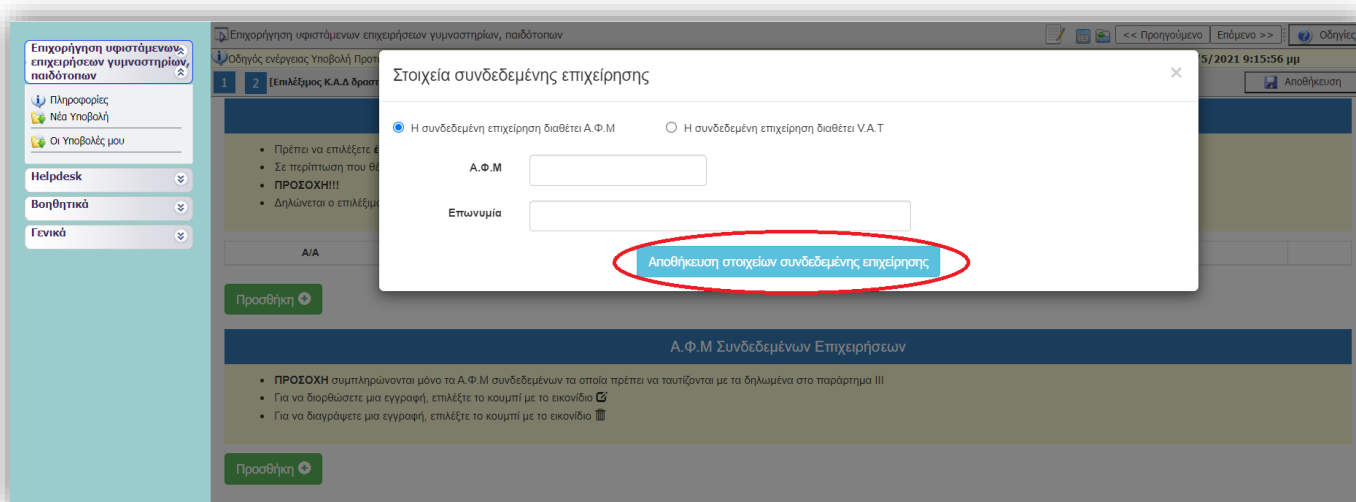 Επιχορήγηση υφιστάμενων
επιχειρήσεων γυμναστηρίων,
παιδότοπων
Πληροφορίες
Νέα Υποβολή
Οι Υποβολές μου
Helpdesk
Βοηθητικά
Γενικά
Επιχορήγηση υφιστάμενων επιχειρήσεων γυμναστηρίων, παιδότοπων
<< Προηγούμενο Επόμενο >> Οδηγίες
Οδηγός ενέργειας Υποβολή Προτ
5/2021 9:15:56 μμ
1 2 [Επιλέξιμος Κ.Α.Δ δραστ
Αποθήκευση
Στοιχεία συνδεδεμένης επιχείρησης ×
Η συνδεδεμένη επιχείρηση διαθέτει Α.Φ.Μ Η συνδεδεμένη επιχείρηση διαθέτει V.A.T
Α.Φ.Μ
Επωνυμία
Αποθήκευση στοιχείων συνδεδεμένης επιχείρησης
• Πρέπει να επιλέξετε έ
• Σε περίπτωση που θέ
• ΠΡΟΣΟΧΗ!!!
• Δηλώνεται ο επιλέξιμο
Α/Α
Προσθήκη
Α.Φ.Μ Συνδεδεμένων Επιχειρήσεων
• ΠΡΟΣΟΧΗ συμπληρώνονται μόνο τα Α.Φ.Μ συνδεδεμένων τα οποία πρέπει να ταυτίζονται με τα δηλωμένα στο παράρτημα III
• Για να διορθώσετε μια εγγραφή, επιλέξτε το κουμπί με το εικονίδιο
• Για να διαγράψετε μια εγγραφή, επιλέξτε το κουμπί με το εικονίδιο
Προσθήκη